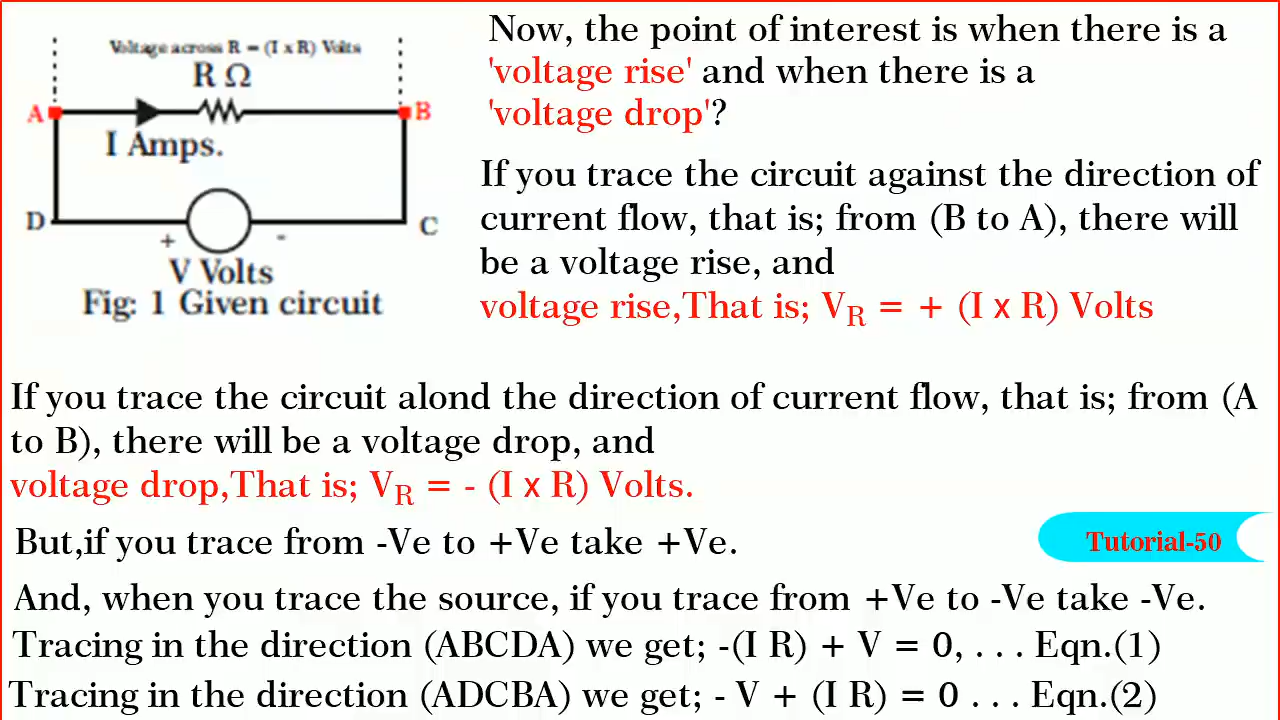 Voltage across R = (I x R) Volts
R Ω
A
B
I Amps.
D
C
+
-
V Volts
Fig: 1 Given circuit
Now, the point of interest is when there is a
'voltage rise' and when there is a
'voltage drop'?
If you trace the circuit against the direction of
current flow, that is; from (B to A), there will
be a voltage rise, and
voltage rise,That is; VR = + (I x R) Volts
If you trace the circuit alond the direction of current flow, that is; from (A
to B), there will be a voltage drop, and
voltage drop,That is; VR = - (I x R) Volts.
But,if you trace from -Ve to +Ve take +Ve.
Tutorial-50
And, when you trace the source, if you trace from +Ve to -Ve take -Ve.
Tracing in the direction (ABCDA) we get; -(I R) + V = 0, . . . Eqn.(1)
Tracing in the direction (ADCBA) we get; - V + (I R) = 0 . . . Eqn.(2)